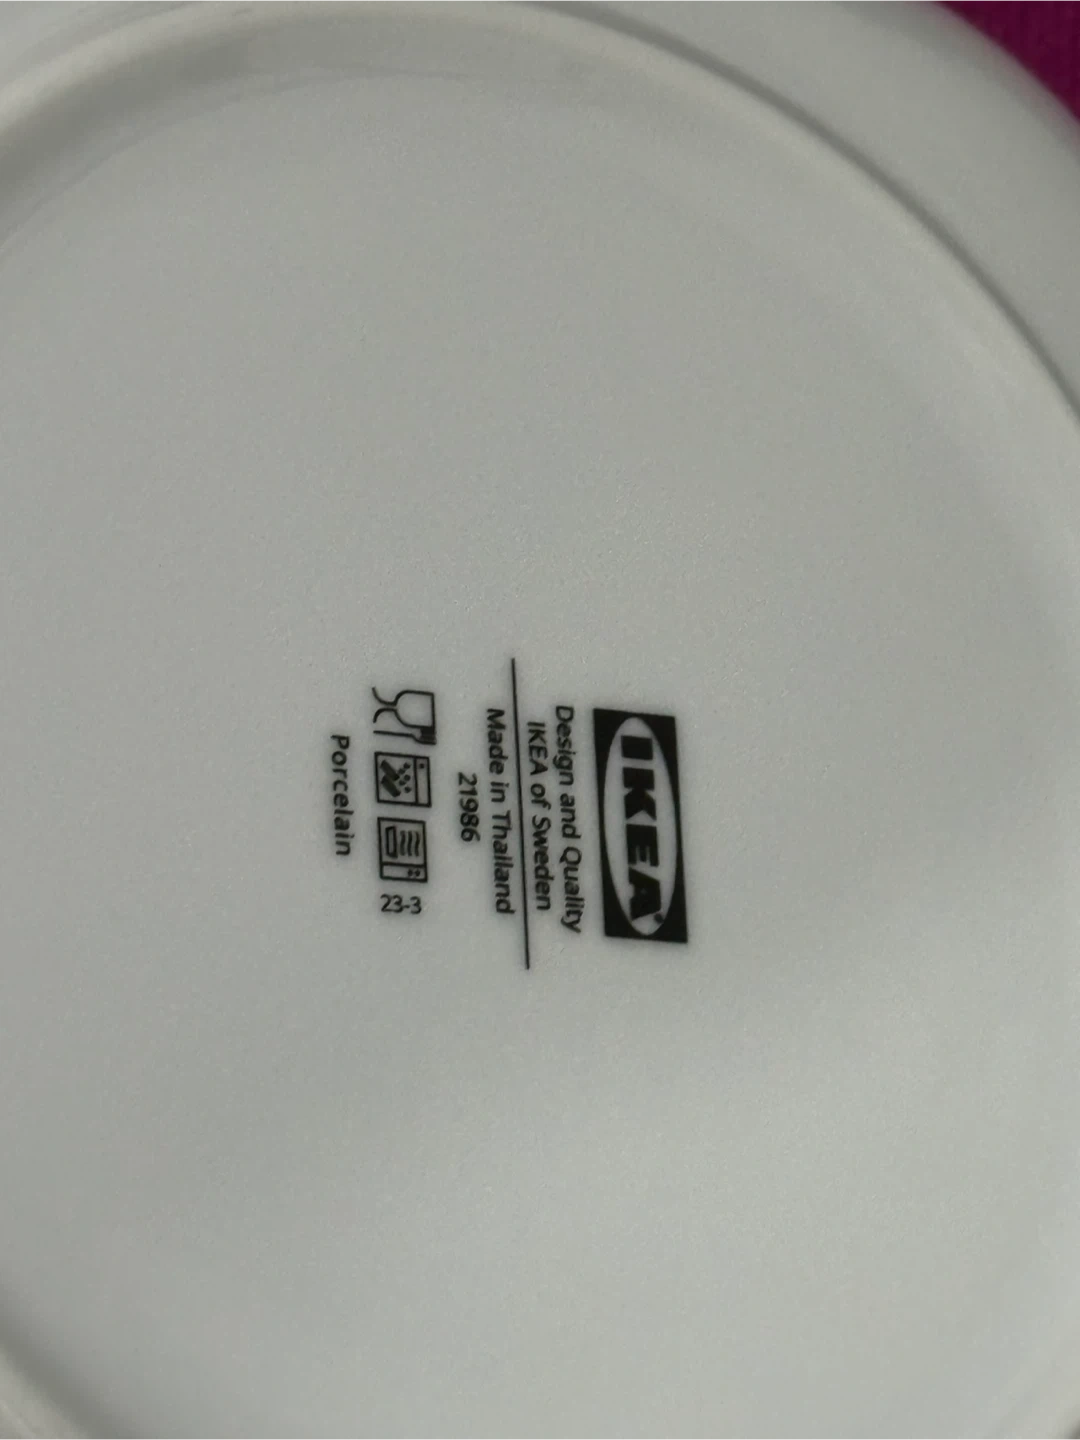 IKEA®
Design and Quality
IKEA of Sweden
Made in Thailand
21986
23-3
Porcelain